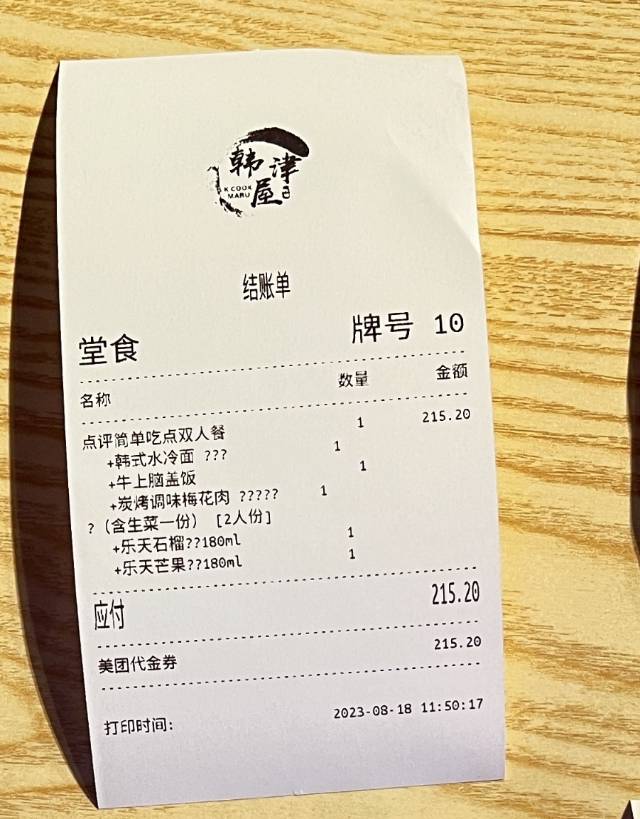 韩津屋
K COOK
MARU
结账单
堂食 牌号 10
名称 数量 金额
点评简单吃点双人餐 1 215.20
+韩式水冷面 ??? 1
+牛上脑盖饭 1
+炭烤调味梅花肉 ????? 1
?（含生菜一份） [2人份]
+乐天石榴??180ml 1
+乐天芒果??180ml 1
应付 215.20
美团代金券 215.20
打印时间: 2023-08-18 11:50:17